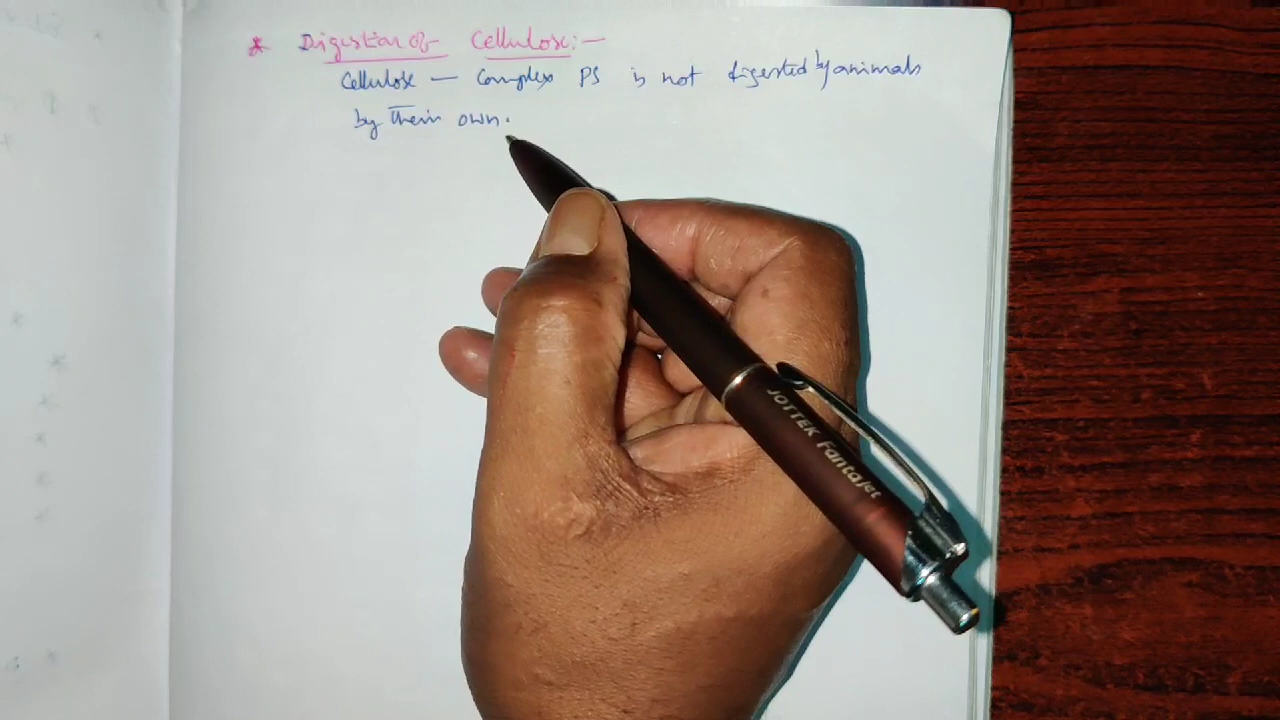 * Digestion of Cellulose:-
Cellulose — Complex PS is not digested by animals
by their own.
JOTTEK Fantajet